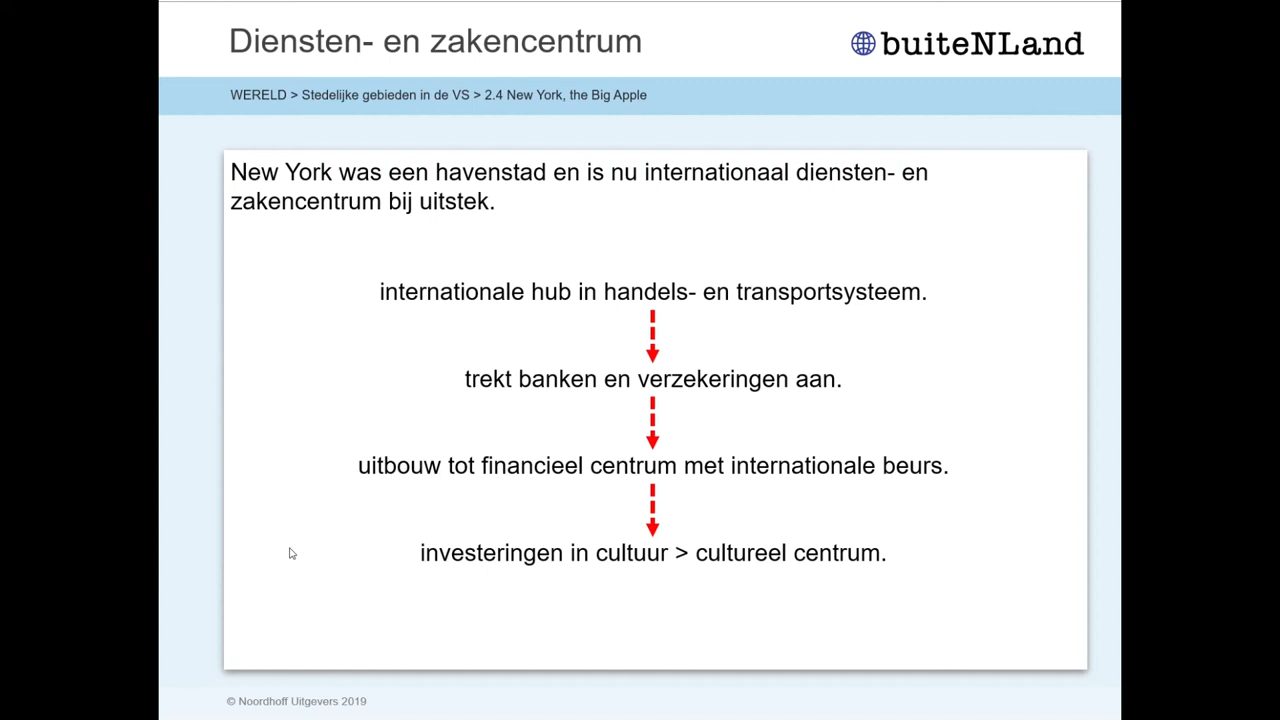 Diensten- en zakencentrum
buiteNLand
WERELD > Stedelijke gebieden in de VS > 2.4 New York, the Big Apple
New York was een havenstad en is nu internationaal diensten- en
zakencentrum bij uitstek.
internationale hub in handels- en transportsysteem.
trekt banken en verzekeringen aan.
uitbouw tot financieel centrum met internationale beurs.
investeringen in cultuur > cultureel centrum.
© Noordhoff Uitgevers 2019